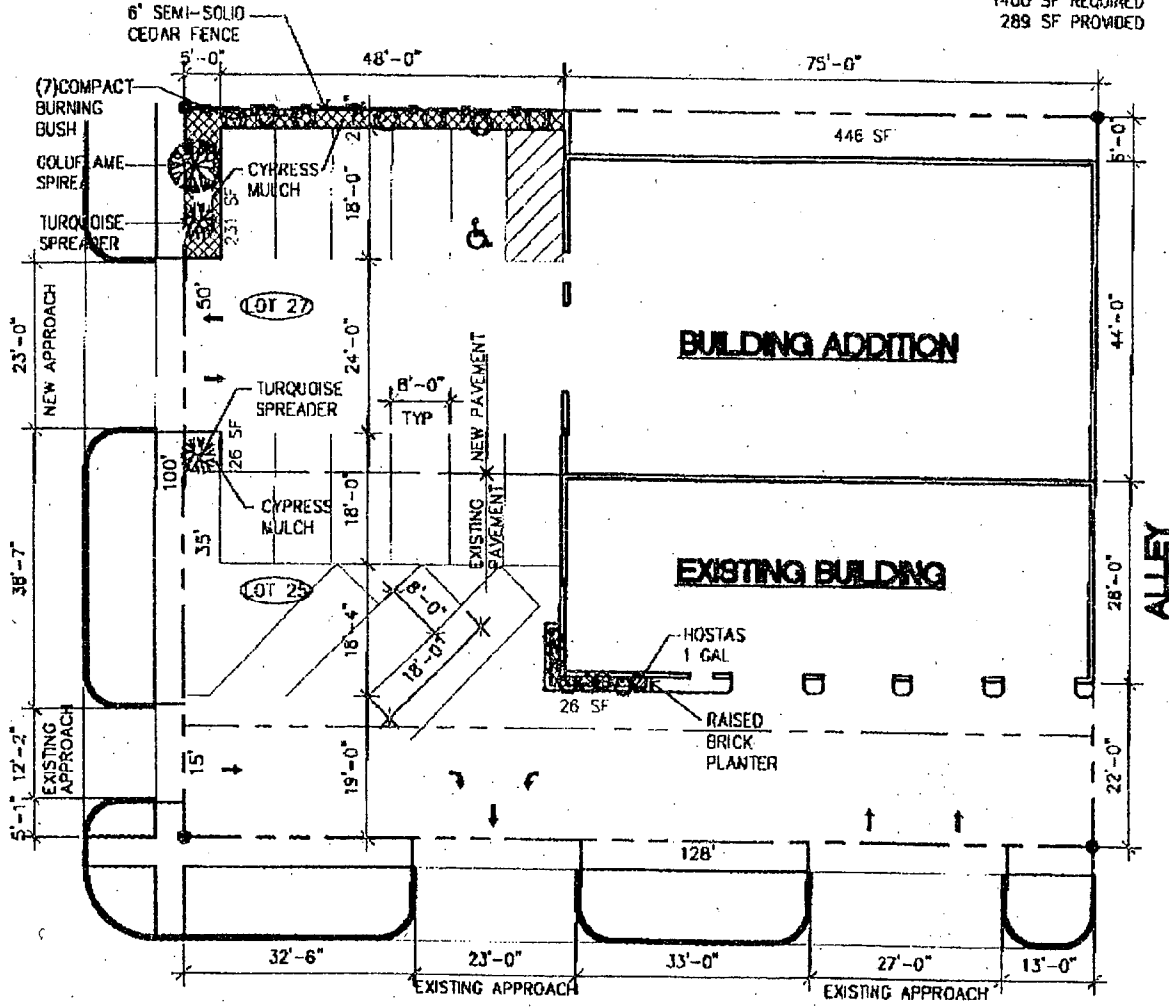 6' SEMI-SOLID
CEDAR FENCE
1400 SF REQUIRED
289 SF PROVIDED
5'-0"
48'-0"
75'-0"
(7)COMPACT
BURNING
BUSH
GOLDFLAME
SPIREA
TURQUOISE
SPREADER
CYPRESS
MULCH
231 SF
18'-0"
446 SF
LOT 27
50'
23'-0"
NEW APPROACH
24'-0"
BUILDING ADDITION
44'-0"
TURQUOISE
SPREADER
8'-0"
TYP
NEW PAVEMENT
26 SF
100'
CYPRESS
MULCH
18'-0"
EXISTING
PAVEMENT
35'
38'-7"
LOT 25
EXISTING BUILDING
28'-0"
ALLEY
8'-0"
18'-0"
18'-4"
HOSTAS
1 GAL
26 SF
RAISED
BRICK
PLANTER
12'-2"
EXISTING
APPROACH
15'
19'-0"
22'-0"
5'-1"
128'
32'-6"
23'-0"
33'-0"
27'-0"
13'-0"
EXISTING APPROACH
EXISTING APPROACH